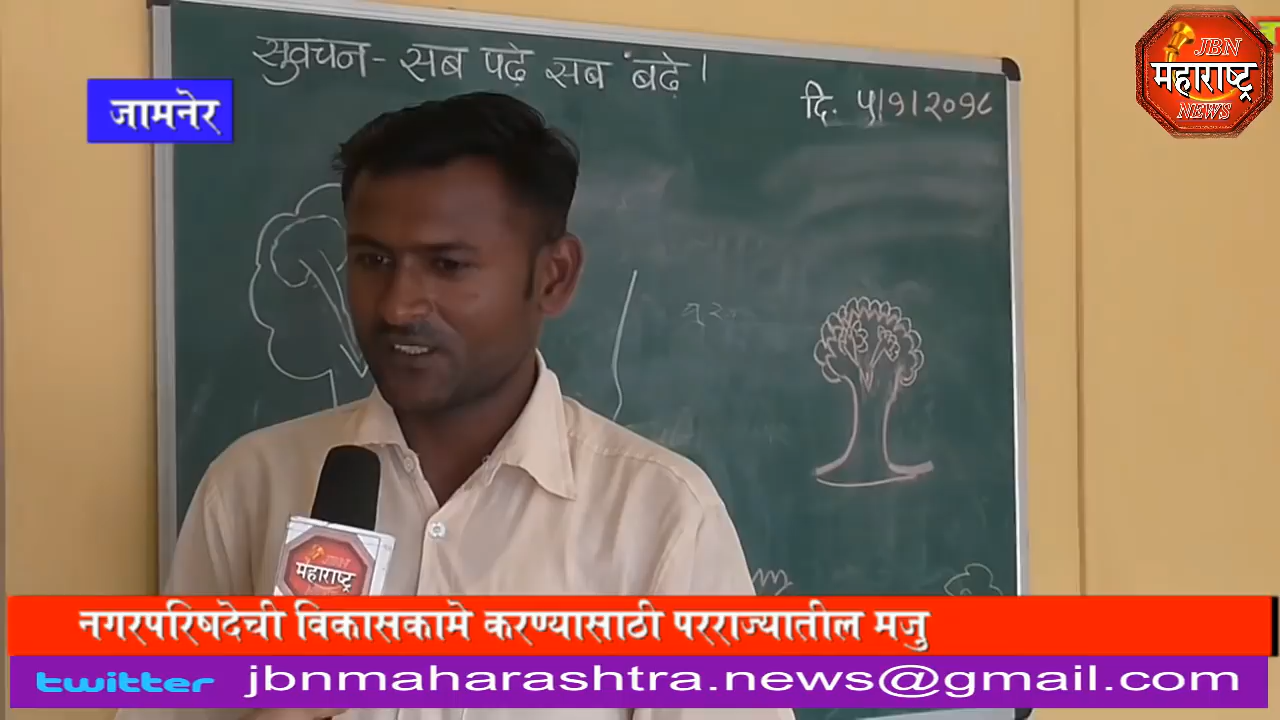 सुवचन - सब पढ़े सब बढ़े।
दि. ५/१/२०१८
जामनेर
JBN
महाराष्ट्र
NEWS
महाराष्ट्र
नगरपरिषदेची विकासकामे करण्यासाठी परराज्यातील मजु
twitter jbnmaharashtra.news@gmail.com